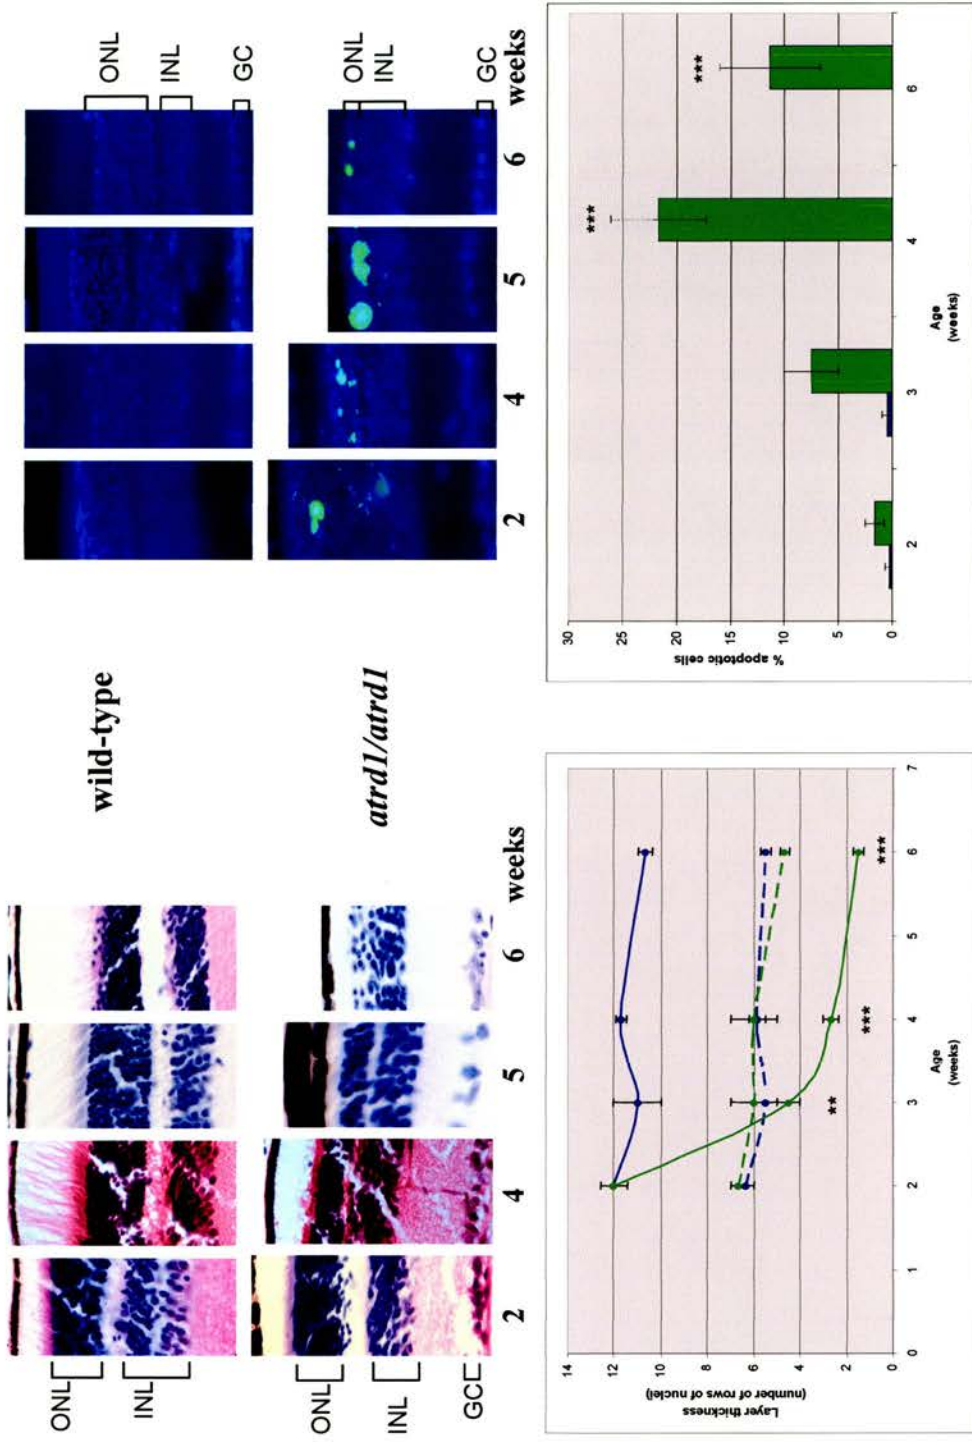 ONL
INL
ONL
INL
GC
2 4 5 6 weeks
wild-type
atrd1/atrd1
ONL
INL
GC
ONL
INL
GC
2 4 5 6 weeks
Layer thickness
(number of rows of nuclei)
14
12
10
8
6
4
2
0
**
***
***
0 1 2 3 4 5 6 7
Age
(weeks)
% apoptotic cells
30
25
20
15
10
5
0
***
***
2 3 4 6
Age
(weeks)